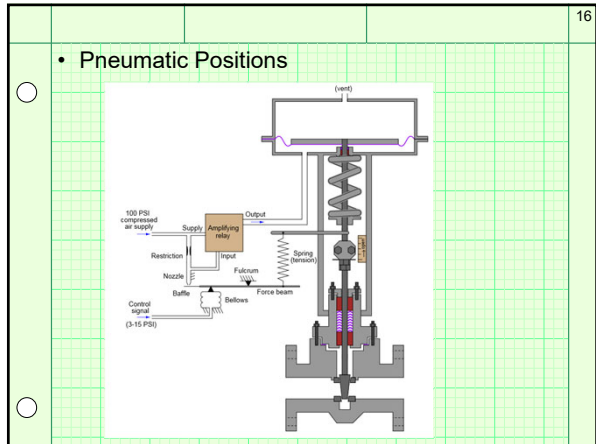 16
• Pneumatic Positions
(vent)
100 PSI
compressed
air supply
Supply
Amplifying
relay
Output
Input
Restriction
Nozzle
Fulcrum
Spring
(tension)
Baffle
Bellows
Force beam
Control
signal
(3-15 PSI)